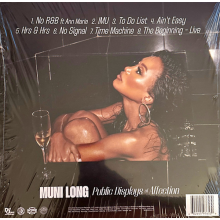 1. No R&B ft Ann Marie 2. IMU 3. To Do List 4. Ain't Easy
5. Hrs & Hrs 6. No Signal 7. Time Machine 8. The Beginning - Live
MUNI LONG Public Displays of Affection